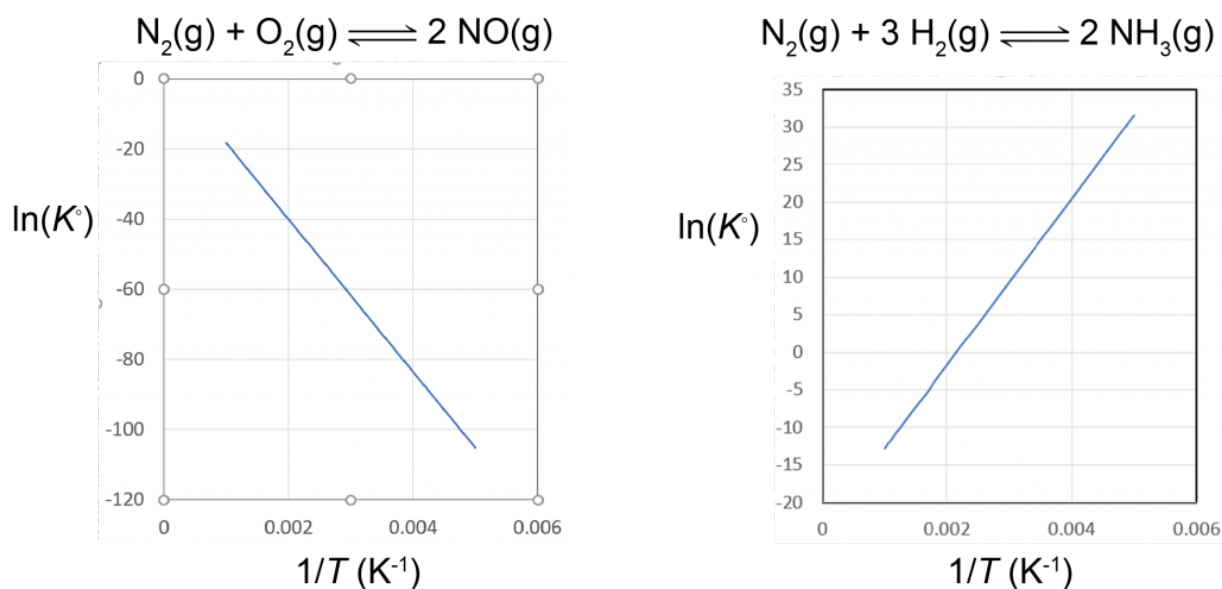 N₂(g) + O₂(g) ⇌ 2 NO(g)
0
-20
-40
-60
-80
-100
-120
ln(K°)
0 0.002 0.004 0.006
1/T (K⁻¹)
N₂(g) + 3 H₂(g) ⇌ 2 NH₃(g)
35
30
25
20
15
10
5
0
-5
-10
-15
-20
ln(K°)
0 0.002 0.004 0.006
1/T (K⁻¹)